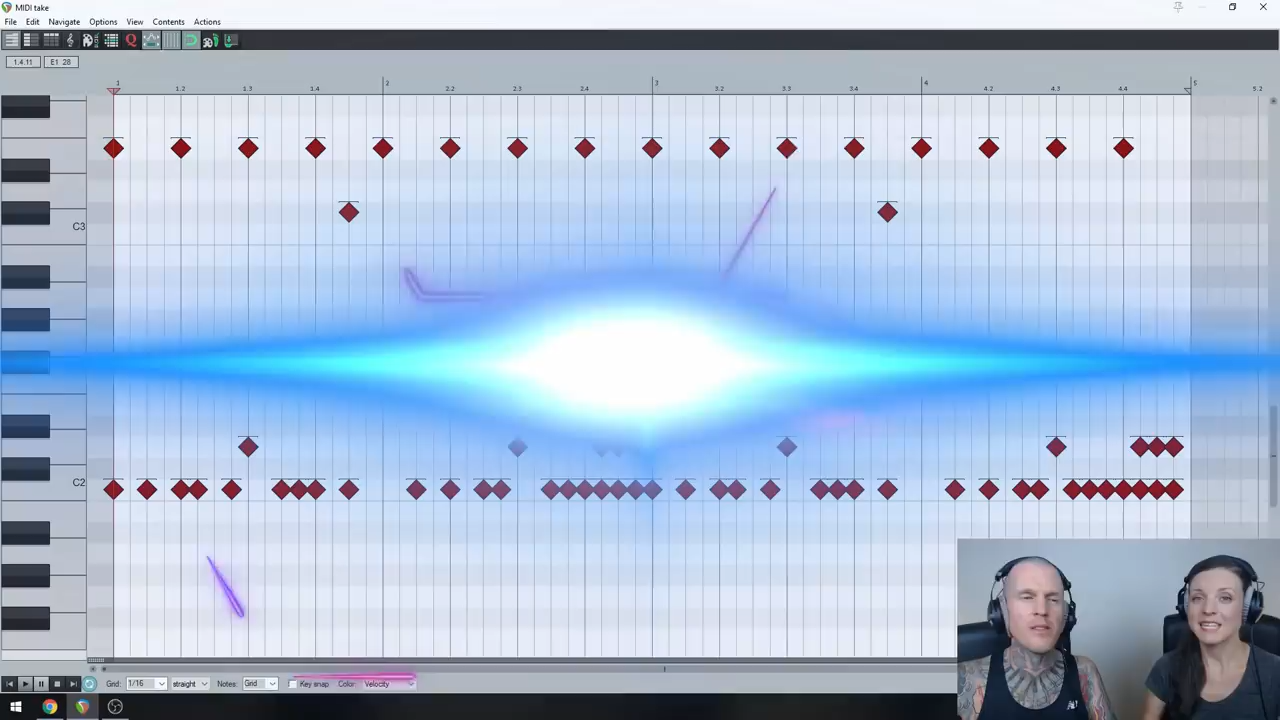 MIDI take
File Edit Navigate Options View Contents Actions
1.4.11 E1 28
1 1.2 1.3 1.4 2 2.2 2.3 2.4 3 3.2 3.3 3.4 4 4.2 4.3 4.4 5 5.2
C3
C2
Grid: 1/16 straight Notes: Grid Key snap Color: Velocity